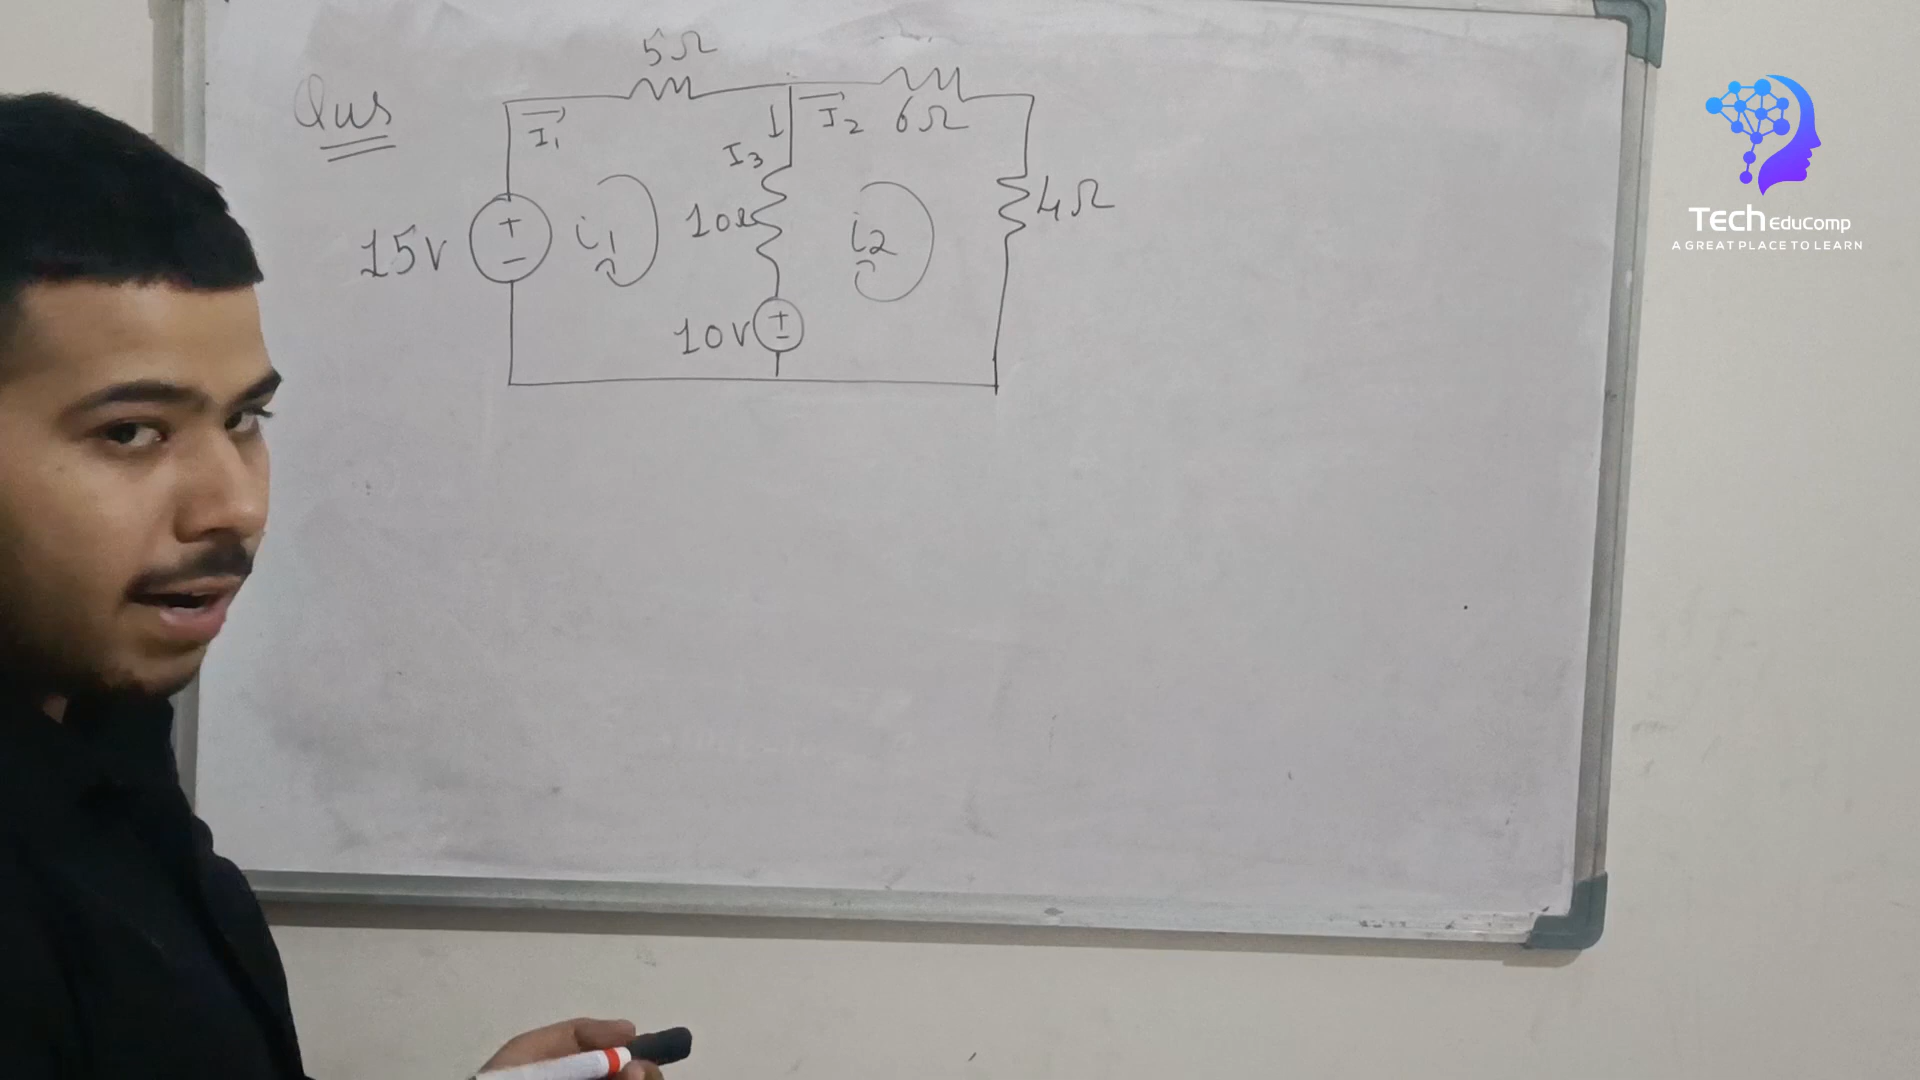 Qus
5Ω
I₁
I₃
I₂
6Ω
15v
+
−
i₁
10Ω
i₂
4Ω
10v
+
−
Tech EduComp
A GREAT PLACE TO LEARN